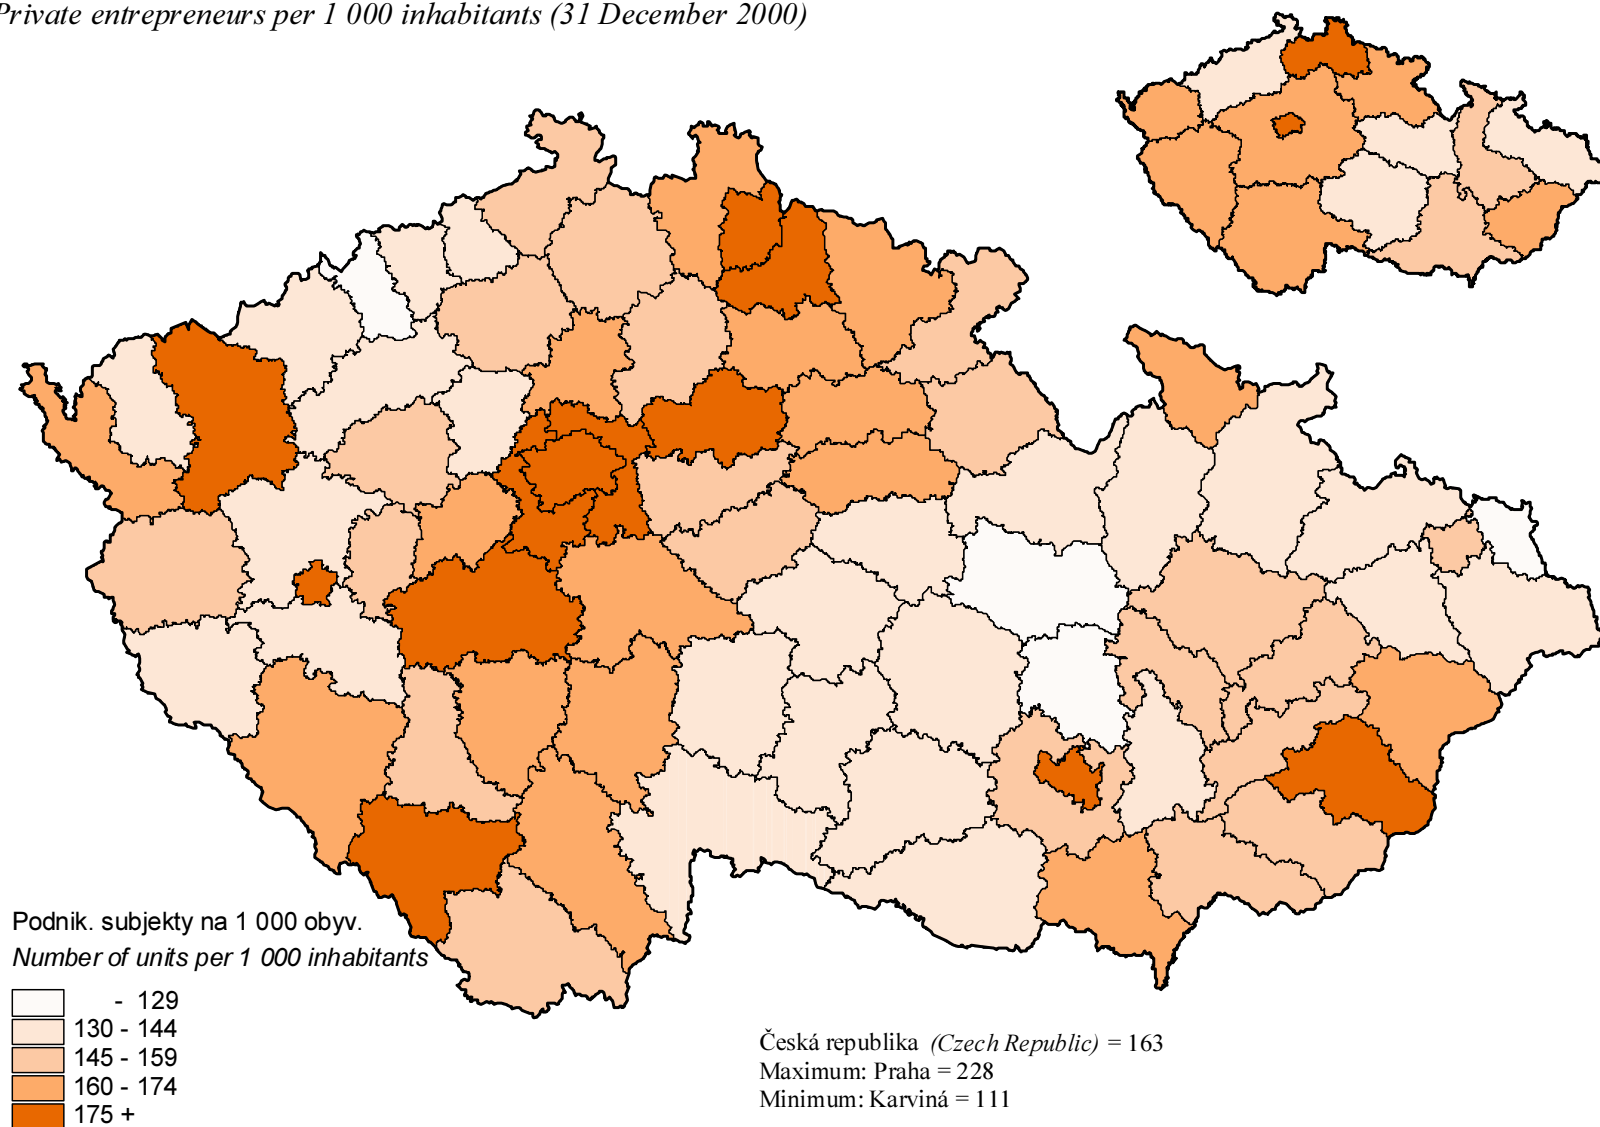 Private entrepreneurs per 1 000 inhabitants (31 December 2000)
Podnik. subjekty na 1 000 obyv.
Number of units per 1 000 inhabitants
- 129
130 - 144
145 - 159
160 - 174
175 +
Česká republika (Czech Republic) = 163
Maximum: Praha = 228
Minimum: Karviná = 111